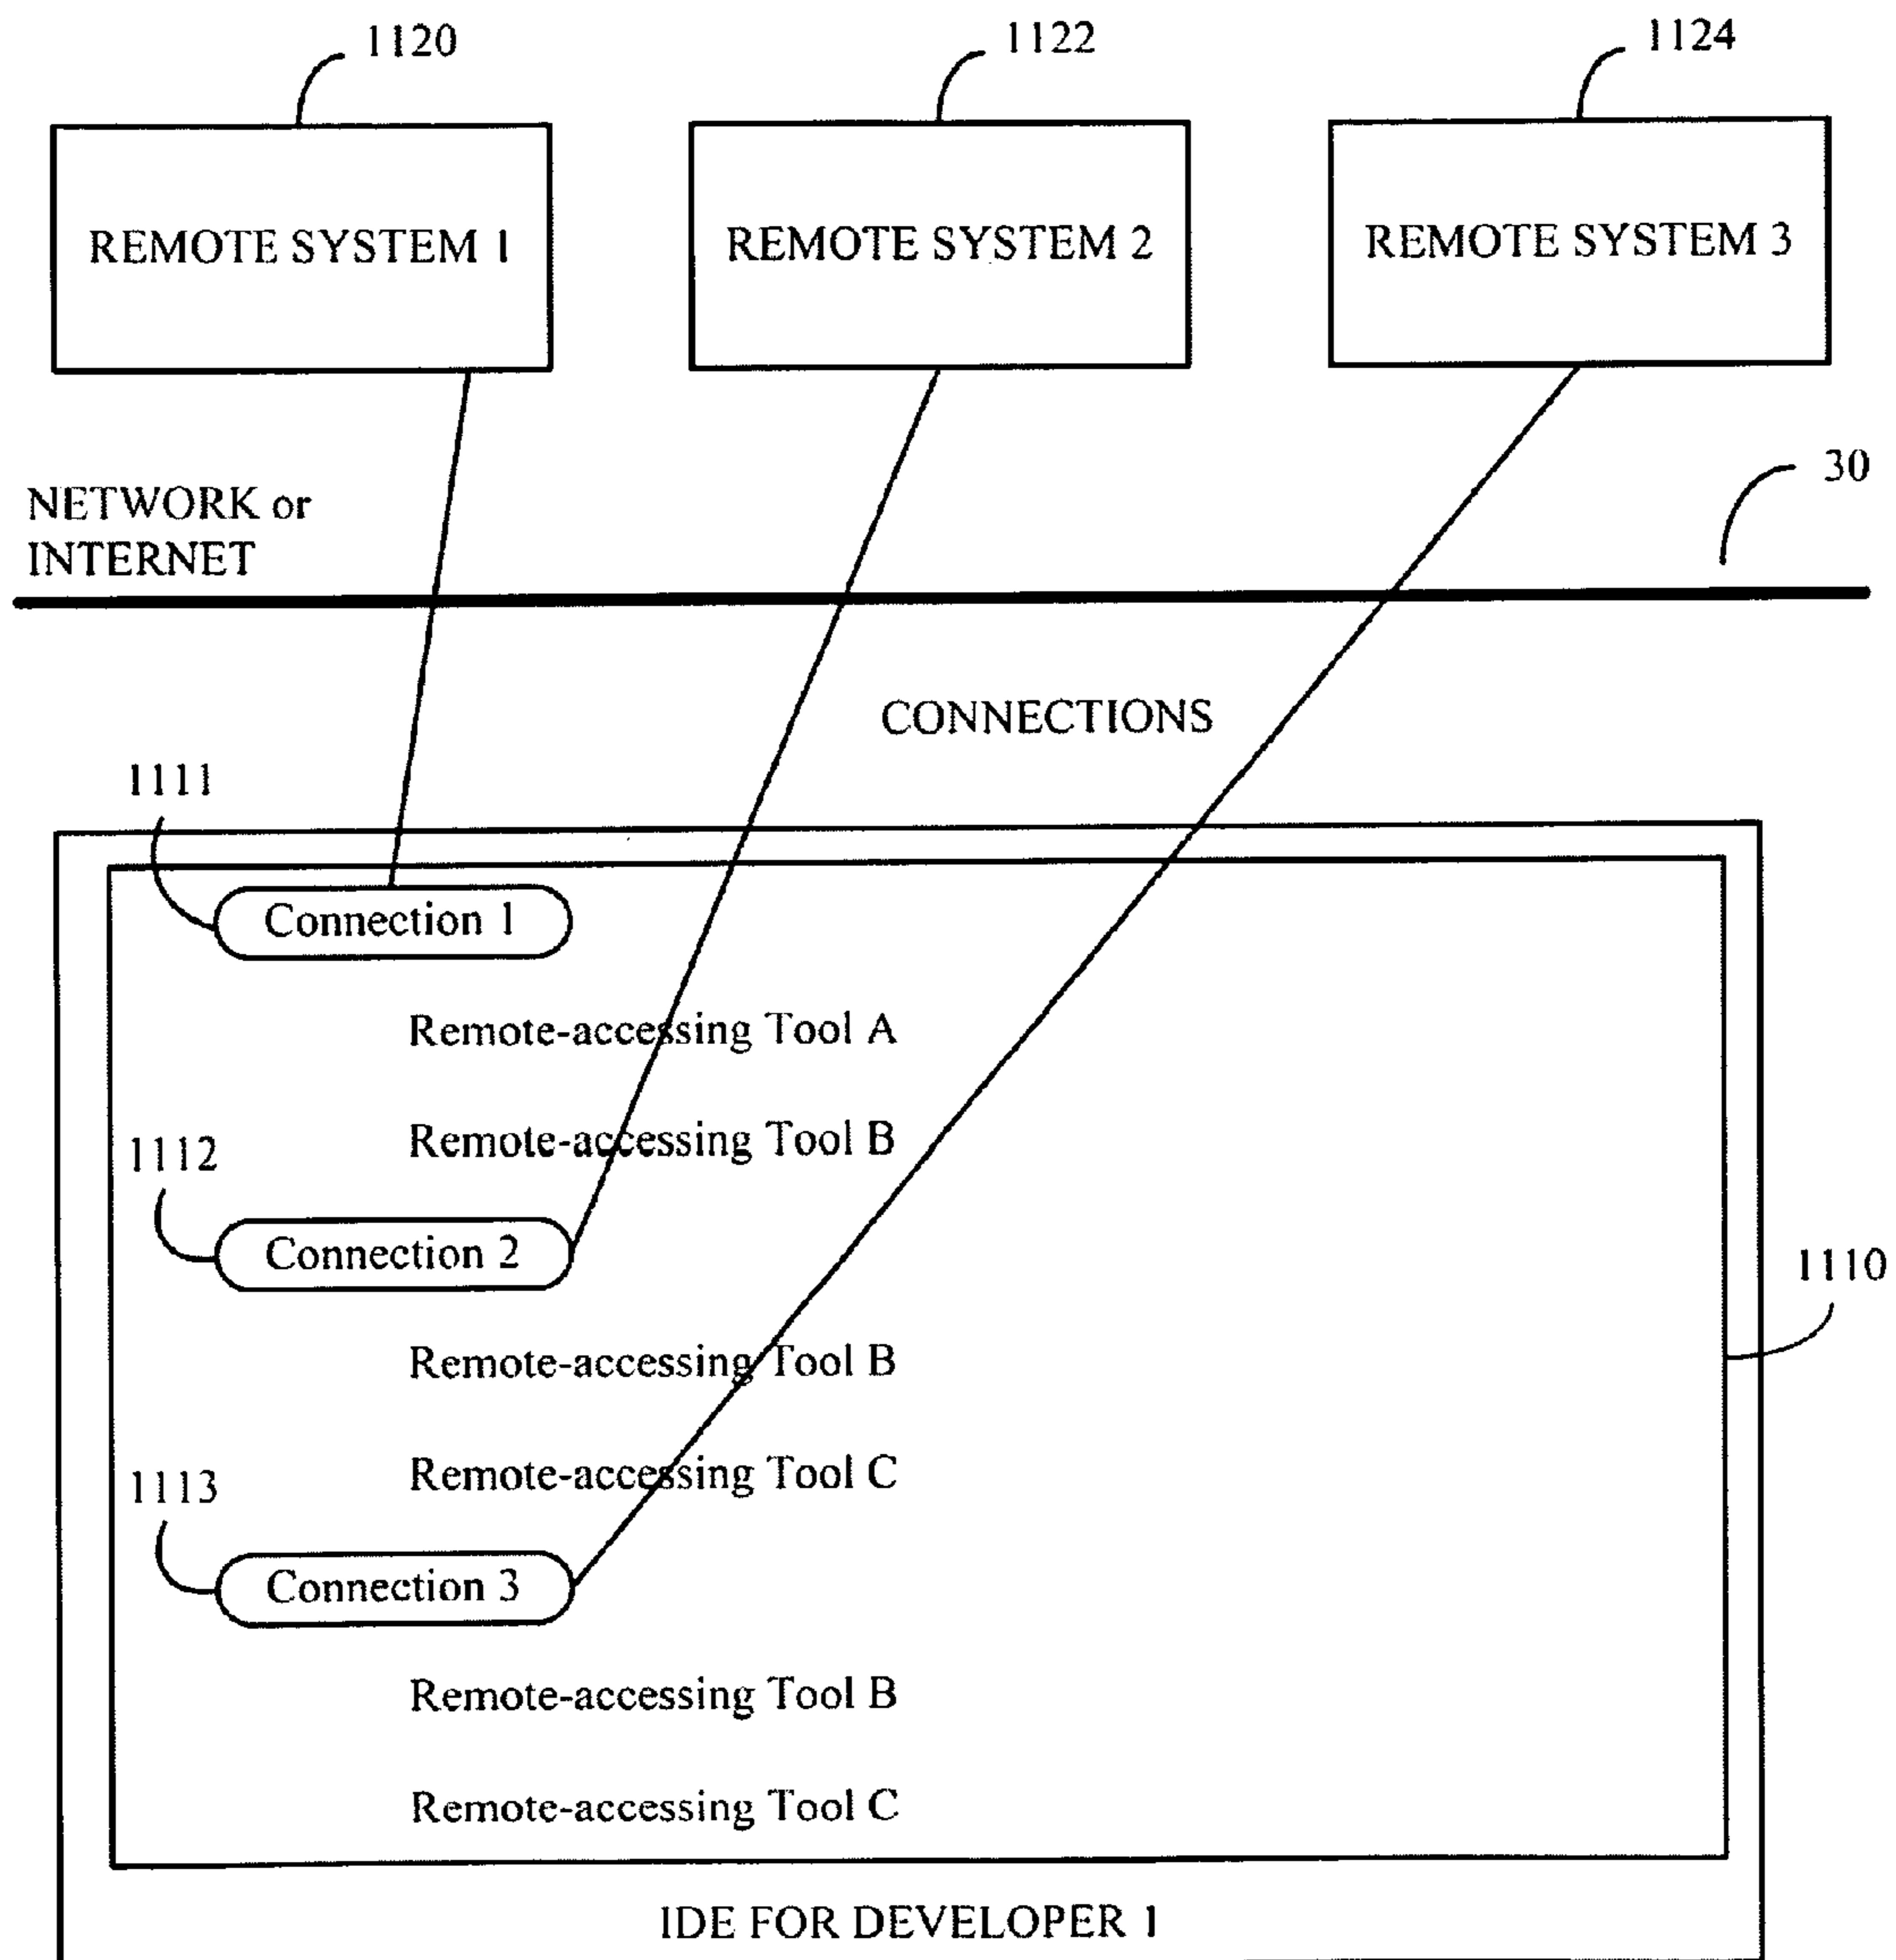 1120
1122
1124
REMOTE SYSTEM 1
REMOTE SYSTEM 2
REMOTE SYSTEM 3
30
NETWORK or
INTERNET
CONNECTIONS
1111
Connection 1
Remote-accessing Tool A
Remote-accessing Tool B
1112
Connection 2
1110
Remote-accessing Tool B
Remote-accessing Tool C
1113
Connection 3
Remote-accessing Tool B
Remote-accessing Tool C
IDE FOR DEVELOPER 1